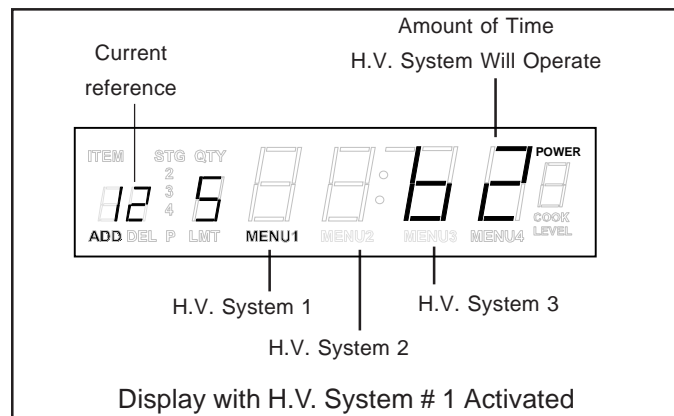 Amount of Time
Current
reference
H.V. System Will Operate
ITEM STG QTY POWER
2
3
4
12 5 b2
ADD DEL P LMT MENU1 MENU2 MENU3 MENU4 COOK LEVEL
H.V. System 1
H.V. System 3
H.V. System 2
Display with H.V. System # 1 Activated